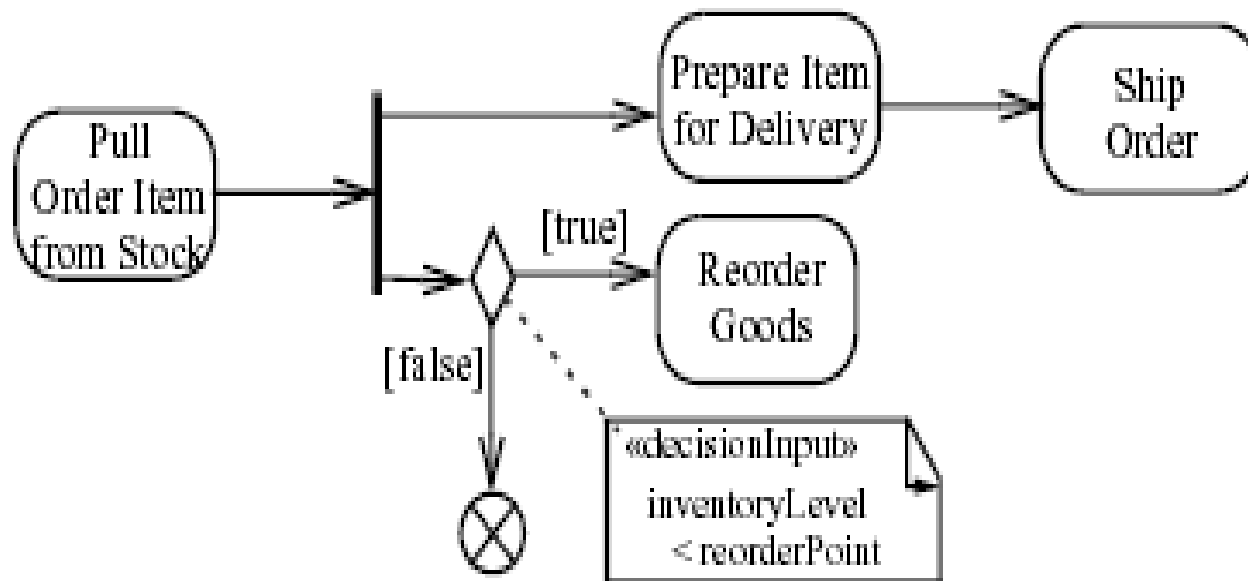 Pull
Order Item
from Stock
Prepare Item
for Delivery
Ship
Order
[true]
Reorder
Goods
[false]
«decisionInput»
inventoryLevel
< reorderPoint